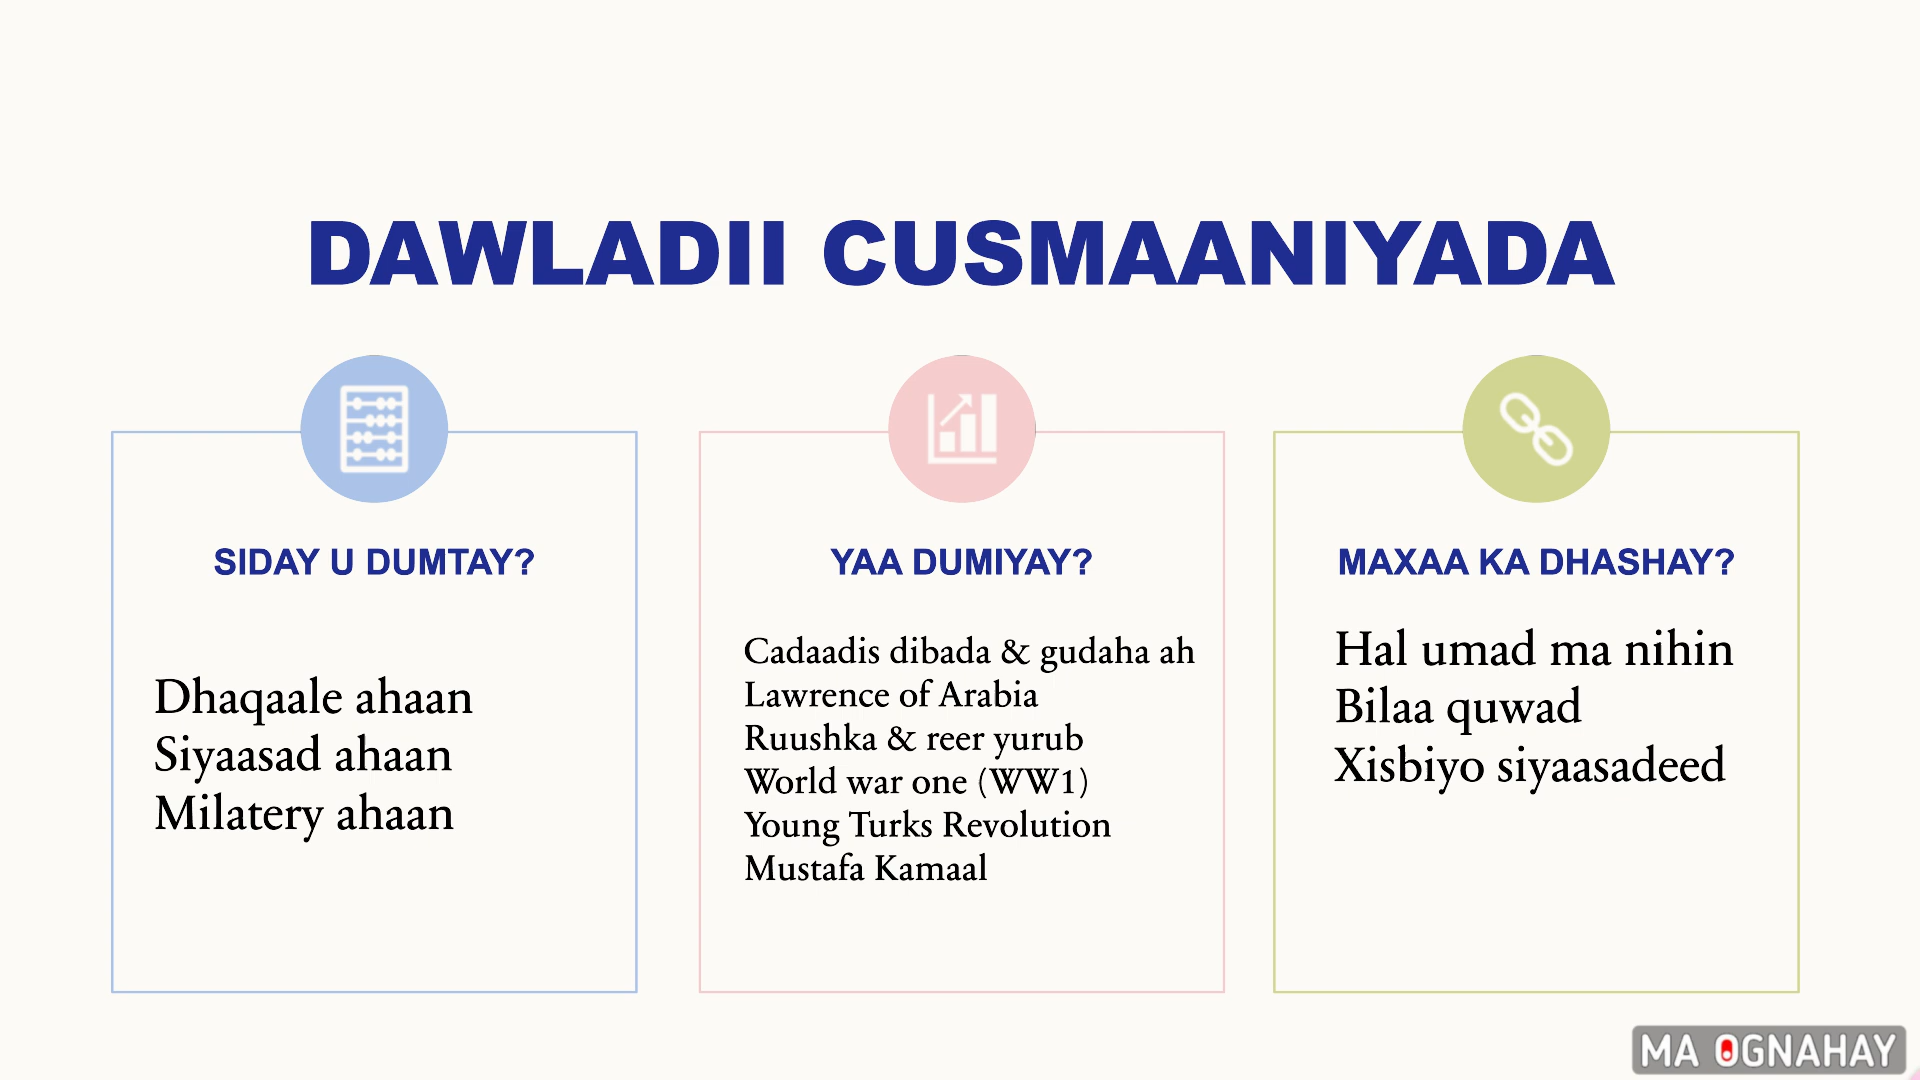 DAWLADII CUSMAANIYADA
SIDAY U DUMTAY?
Dhaqaale ahaan
Siyaasad ahaan
Milatery ahaan
YAA DUMIYAY?
Cadaadis dibada & gudaha ah
Lawrence of Arabia
Ruushka & reer yurub
World war one (WW1)
Young Turks Revolution
Mustafa Kamaal
MAXAA KA DHASHAY?
Hal umad ma nihin
Bilaa quwad
Xisbiyo siyaasadeed
MA OGNAHAY